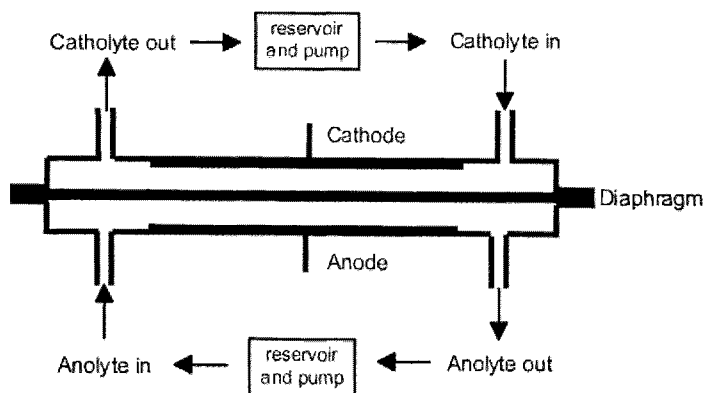 Catholyte out
reservoir
and pump
Catholyte in
Cathode
Diaphragm
Anode
Anolyte in
reservoir
and pump
Anolyte out